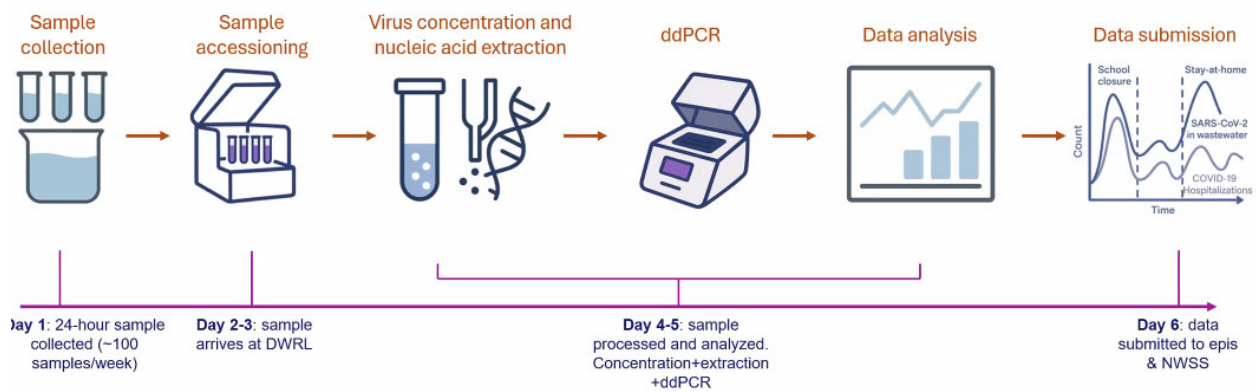 Sample
collection
Sample
accessioning
Virus concentration and
nucleic acid extraction
ddPCR
Data analysis
Data submission
School
closure
Stay-at-home
SARS-CoV-2
in wastewater
COVID-19
Hospitalizations
Count
Time
Day 1: 24-hour sample
collected (~100
samples/week)
Day 2-3: sample
arrives at DWRL
Day 4-5: sample
processed and analyzed.
Concentration+extraction
+ddPCR
Day 6: data
submitted to epis
& NWSS